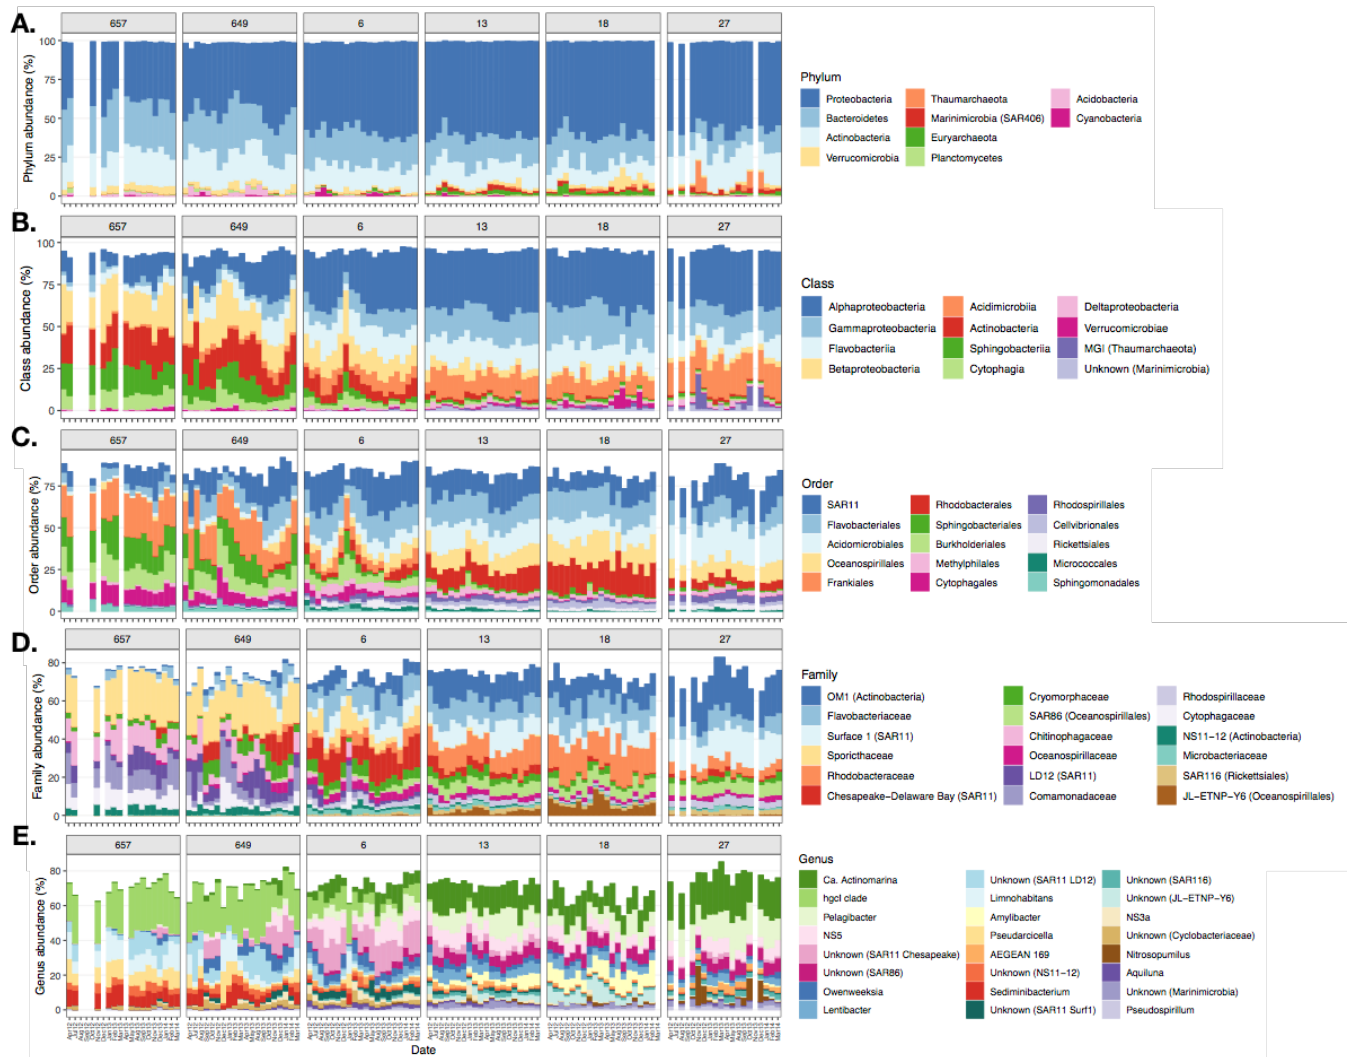 A.
657 649 6 13 18 27
Phylum abundance (%)
100
75
50
25
0
Phylum
Proteobacteria Thaumarchaeota Acidobacteria
Bacteroidetes Marinimicrobia (SAR406) Cyanobacteria
Actinobacteria Euryarchaeota
Verrucomicrobia Planctomycetes
B.
657 649 6 13 18 27
Class abundance (%)
100
75
50
25
0
Class
Alphaproteobacteria Acidimicrobiia Deltaproteobacteria
Gammaproteobacteria Actinobacteria Verrucomicrobiae
Flavobacteriia Sphingobacteriia MGI (Thaumarchaeota)
Betaproteobacteria Cytophagia Unknown (Marinimicrobia)
C.
657 649 6 13 18 27
Order abundance (%)
75
50
25
0
Order
SAR11 Rhodobacterales Rhodospirillales
Flavobacteriales Sphingobacteriales Cellvibrionales
Acidomicrobiales Burkholderiales Rickettsiales
Oceanospirillales Methylphilales Micrococcales
Frankiales Cytophagales Sphingomonadales
D.
657 649 6 13 18 27
Family abundance (%)
80
60
40
20
0
Family
OM1 (Actinobacteria) Cryomorphaceae Rhodospirillaceae
Flavobacteriaceae SAR86 (Oceanospirillales) Cytophagaceae
Surface 1 (SAR11) Chitinophagaceae NS11-12 (Actinobacteria)
Sporicthaceae Oceanospirillaceae Microbacteriaceae
Rhodobacteraceae LD12 (SAR11) SAR116 (Rickettsiales)
Chesapeake-Delaware Bay (SAR11) Comamonadaceae JL-ETNP-Y6 (Oceanospirillales)
E.
657 649 6 13 18 27
Genus abundance (%)
80
60
40
20
0
Date
Genus
Ca. Actinomarina Unknown (SAR11 LD12) Unknown (SAR116)
hgcI clade Limnohabitans Unknown (JL-ETNP-Y6)
Pelagibacter Amylibacter NS3a
NS5 Pseudarcicella Unknown (Cyclobacteriaceae)
Unknown (SAR11 Chesapeake) AEGEAN 169 Nitrosopumilus
Unknown (SAR86) Unknown (NS11-12) Aquiluna
Owenweeksia Sediminibacterium Unknown (Marinimicrobia)
Lentibacter Unknown (SAR11 Surf1) Pseudospirillum